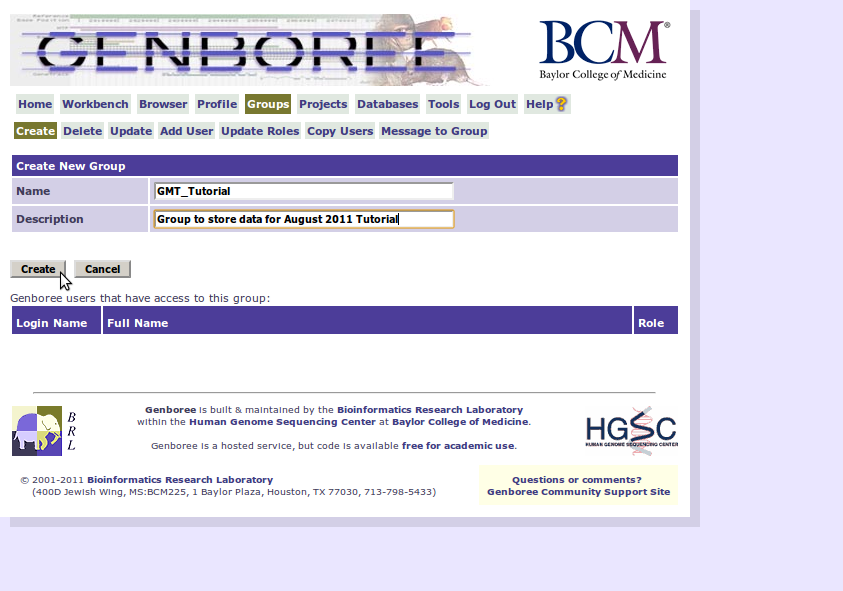 GENBOREE
BCM®
Baylor College of Medicine
Home Workbench Browser Profile Groups Projects Databases Tools Log Out Help ?
Create Delete Update Add User Update Roles Copy Users Message to Group
Create New Group
Name GMT_Tutorial
Description Group to store data for August 2011 Tutorial
Create Cancel
Genboree users that have access to this group:
Login Name Full Name Role
B
R
L
Genboree is built & maintained by the Bioinformatics Research Laboratory
within the Human Genome Sequencing Center at Baylor College of Medicine.
Genboree is a hosted service, but code is available free for academic use.
HGSC
HUMAN GENOME SEQUENCING CENTER
© 2001-2011 Bioinformatics Research Laboratory
(400D Jewish Wing, MS:BCM225, 1 Baylor Plaza, Houston, TX 77030, 713-798-5433)
Questions or comments?
Genboree Community Support Site